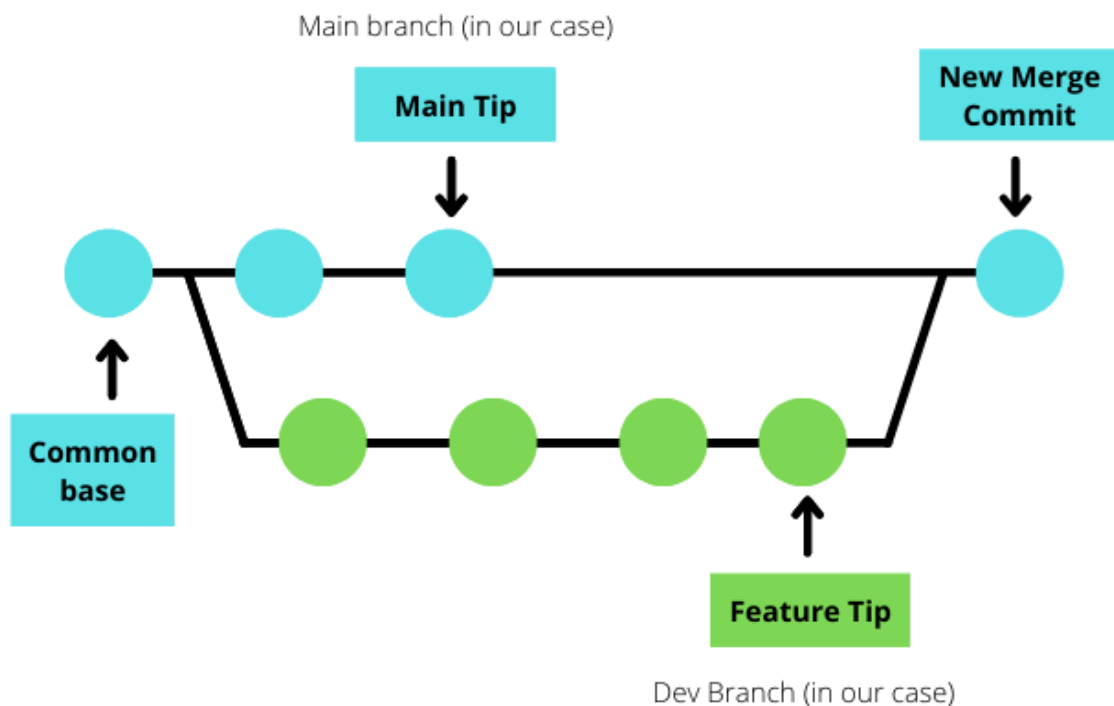 Main branch (in our case)
Main Tip
New Merge
Commit
Common
base
Feature Tip
Dev Branch (in our case)